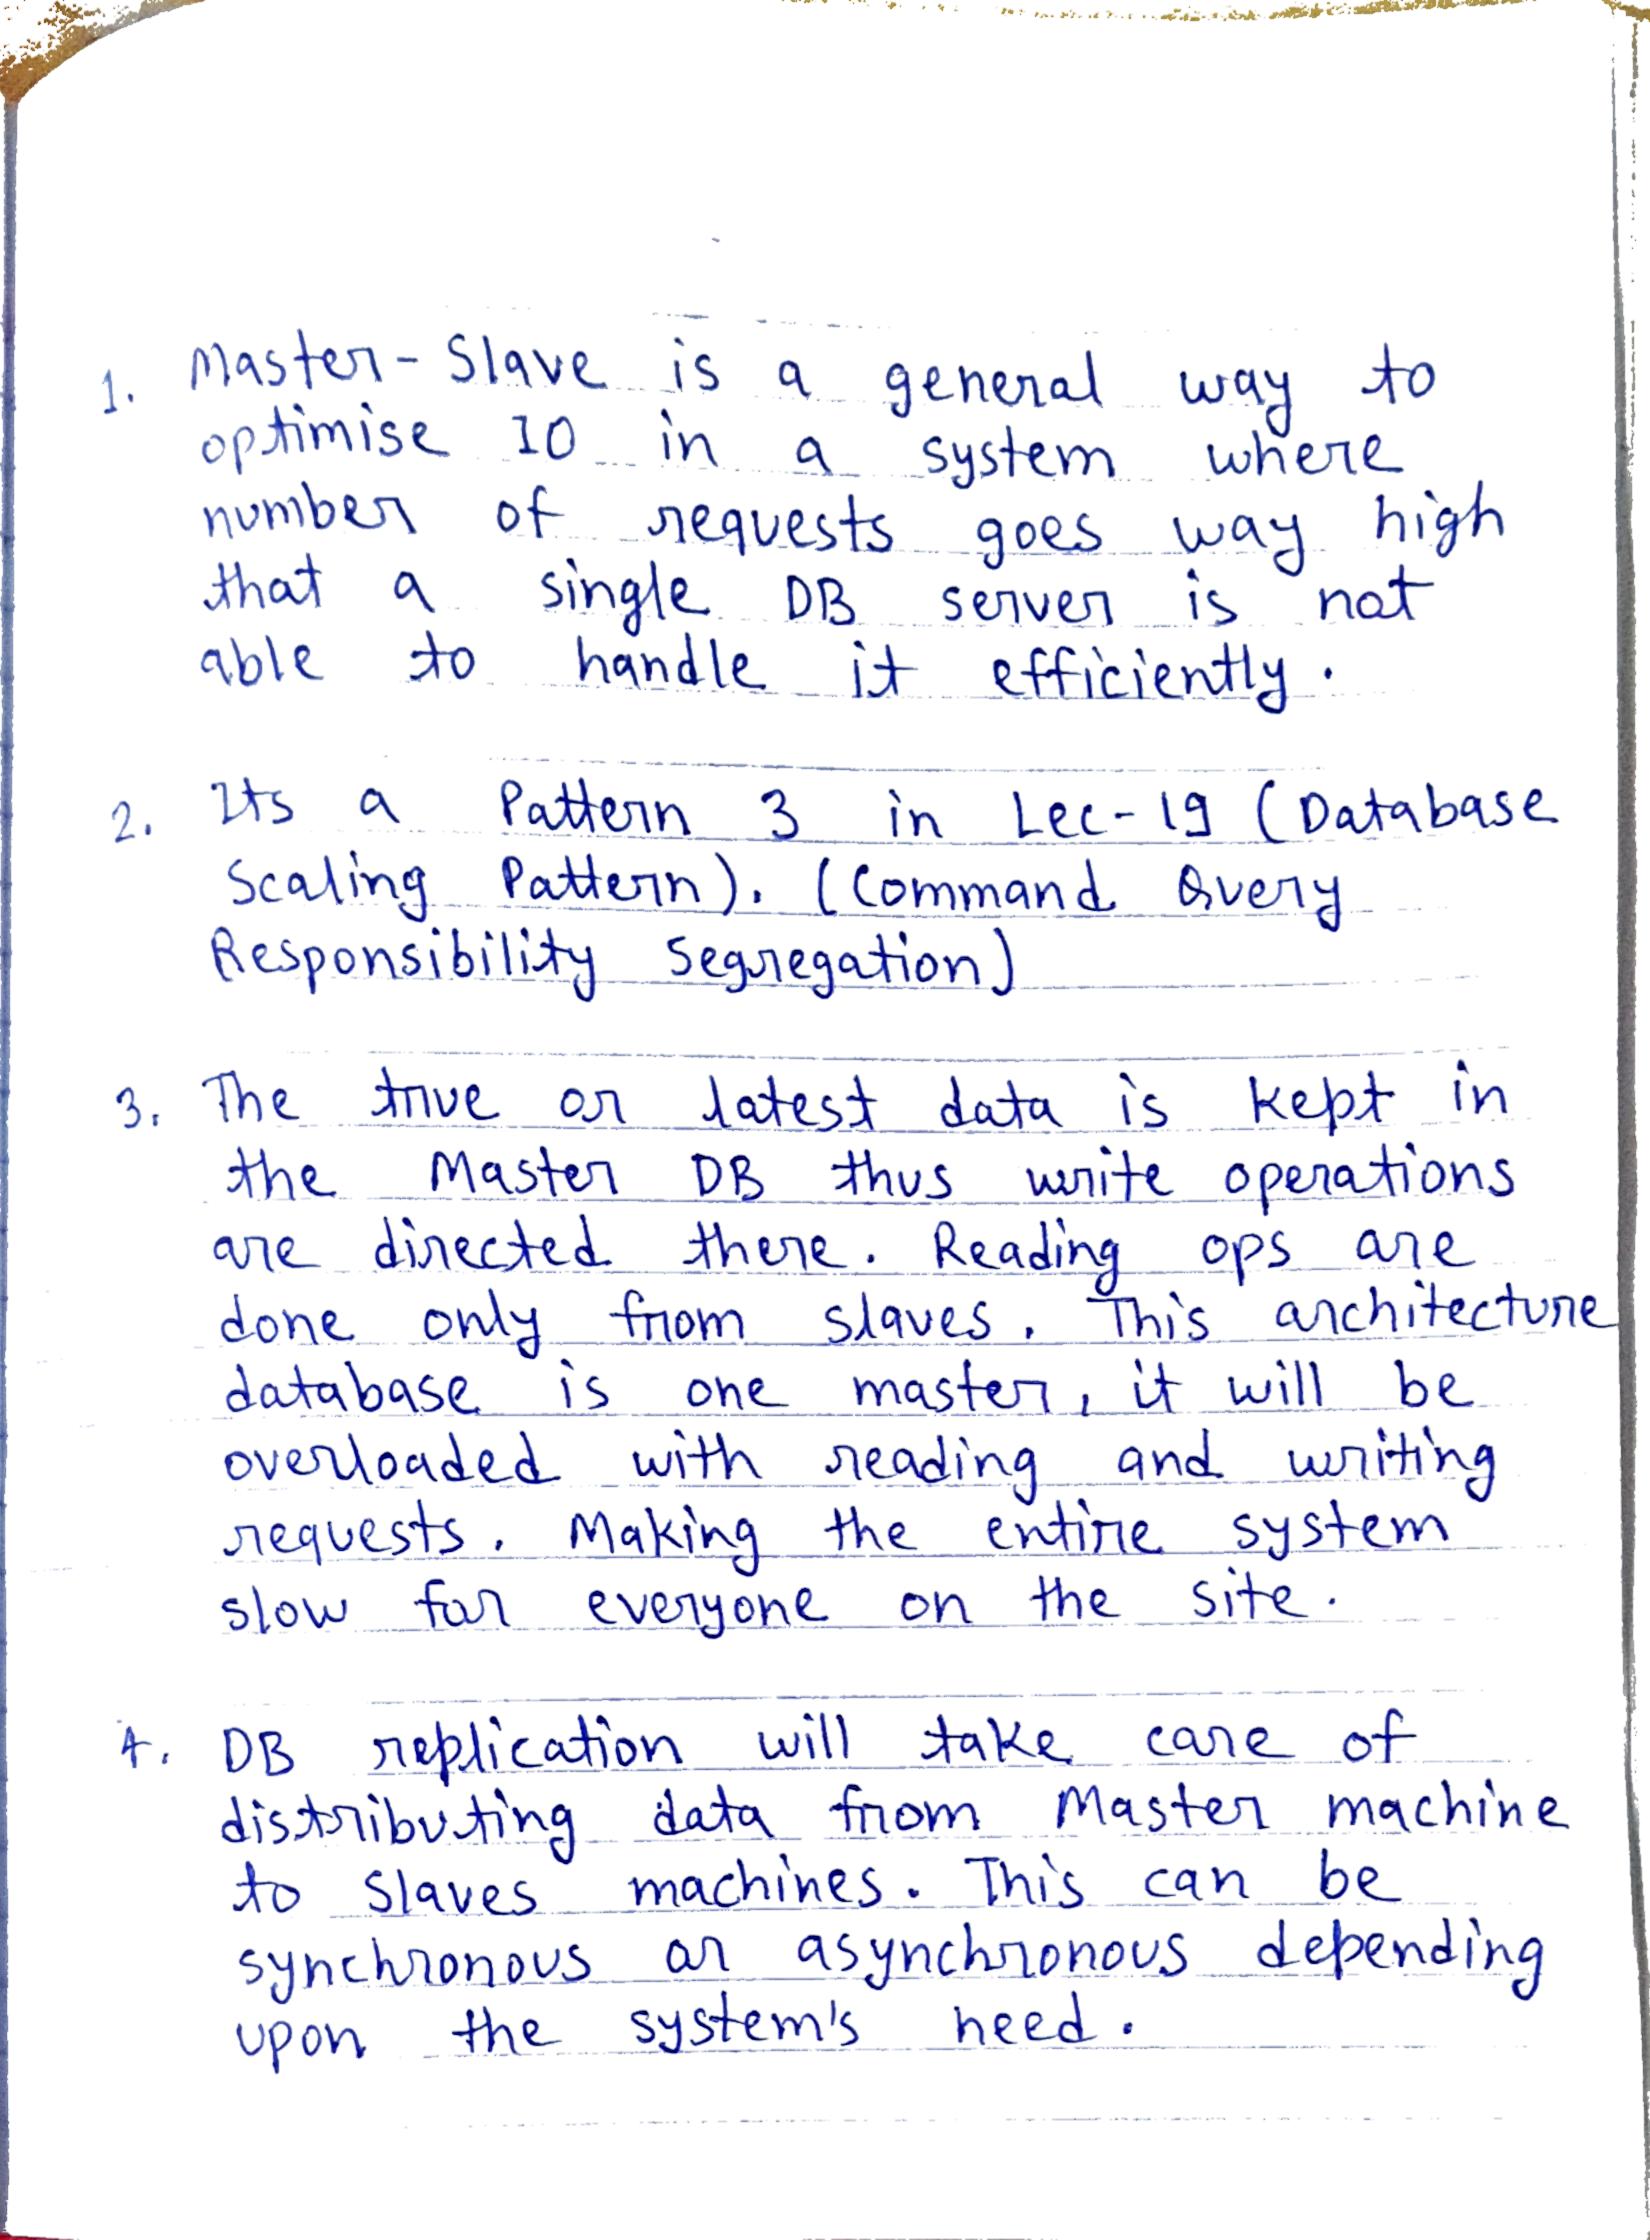 1. Master-Slave is a general way to
optimise IO in a system where
number of requests goes way high
that a single DB server is not
able to handle it efficiently.
2. Its a Pattern 3 in Lec-19 (Database
Scaling Pattern). (Command Query
Responsibility Segregation)
3. The true or latest data is kept in
the Master DB thus write operations
are directed there. Reading ops are
done only from slaves. This architecture
database is one master, it will be
overloaded with reading and writing
requests. Making the entire system
slow for everyone on the site.
4. DB replication will take care of
distributing data from Master machine
to Slaves machines. This can be
synchronous or asynchronous depending
upon the system's need.